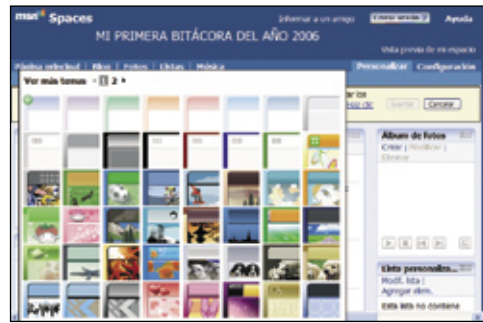 msn Spaces
Informar a un amigo
Cerrar sesión
Ayuda
MI PRIMERA BITÁCORA DEL AÑO 2006
Vista previa de mi espacio
Página principal | Blog | Fotos | Listas | Música
Personalizar Configuración
Ver más temas 1 2
Guardar Cancelar
Álbum de fotos
Crear | Modificar |
Eliminar
Lista personaliza...
Modif. lista |
Agregar elem.
Esta lista no contiene